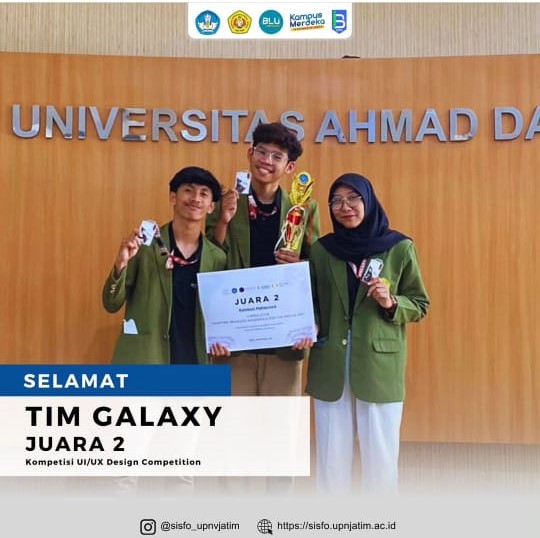 BLU
Kampus
Merdeka
UNIVERSITAS AHMAD DA
JUARA 2
SELAMAT
TIM GALAXY
JUARA 2
Kompetisi UI/UX Design Competition
@sisfo_upnvjatim
https://sisfo.upnjatim.ac.id